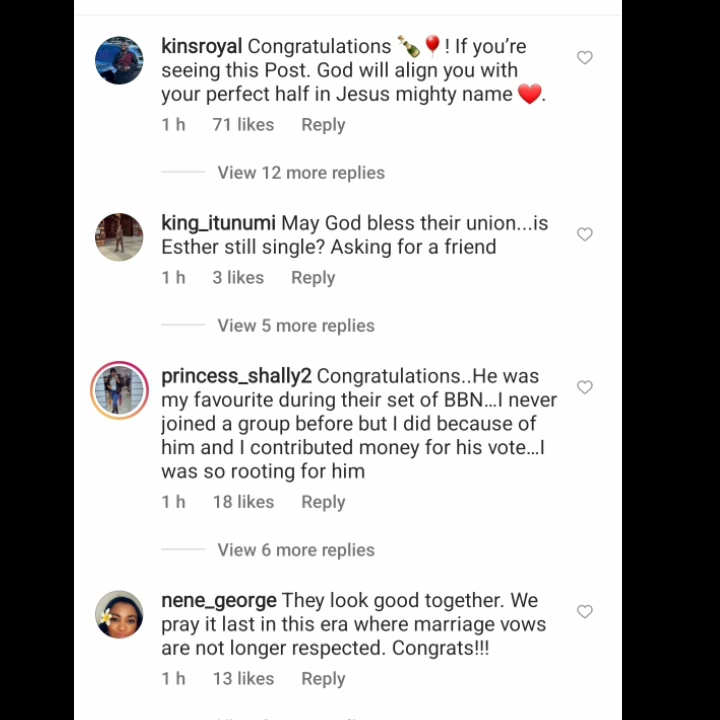 kinsroyal Congratulations 🍾🎈! If you're
seeing this Post. God will align you with
your perfect half in Jesus mighty name ❤️.
1 h 71 likes Reply
View 12 more replies
king_itunumi May God bless their union...is
Esther still single? Asking for a friend
1 h 3 likes Reply
View 5 more replies
princess_shally2 Congratulations..He was
my favourite during their set of BBN...I never
joined a group before but I did because of
him and I contributed money for his vote...I
was so rooting for him
1 h 18 likes Reply
View 6 more replies
nene_george They look good together. We
pray it last in this era where marriage vows
are not longer respected. Congrats!!!
1 h 13 likes Reply